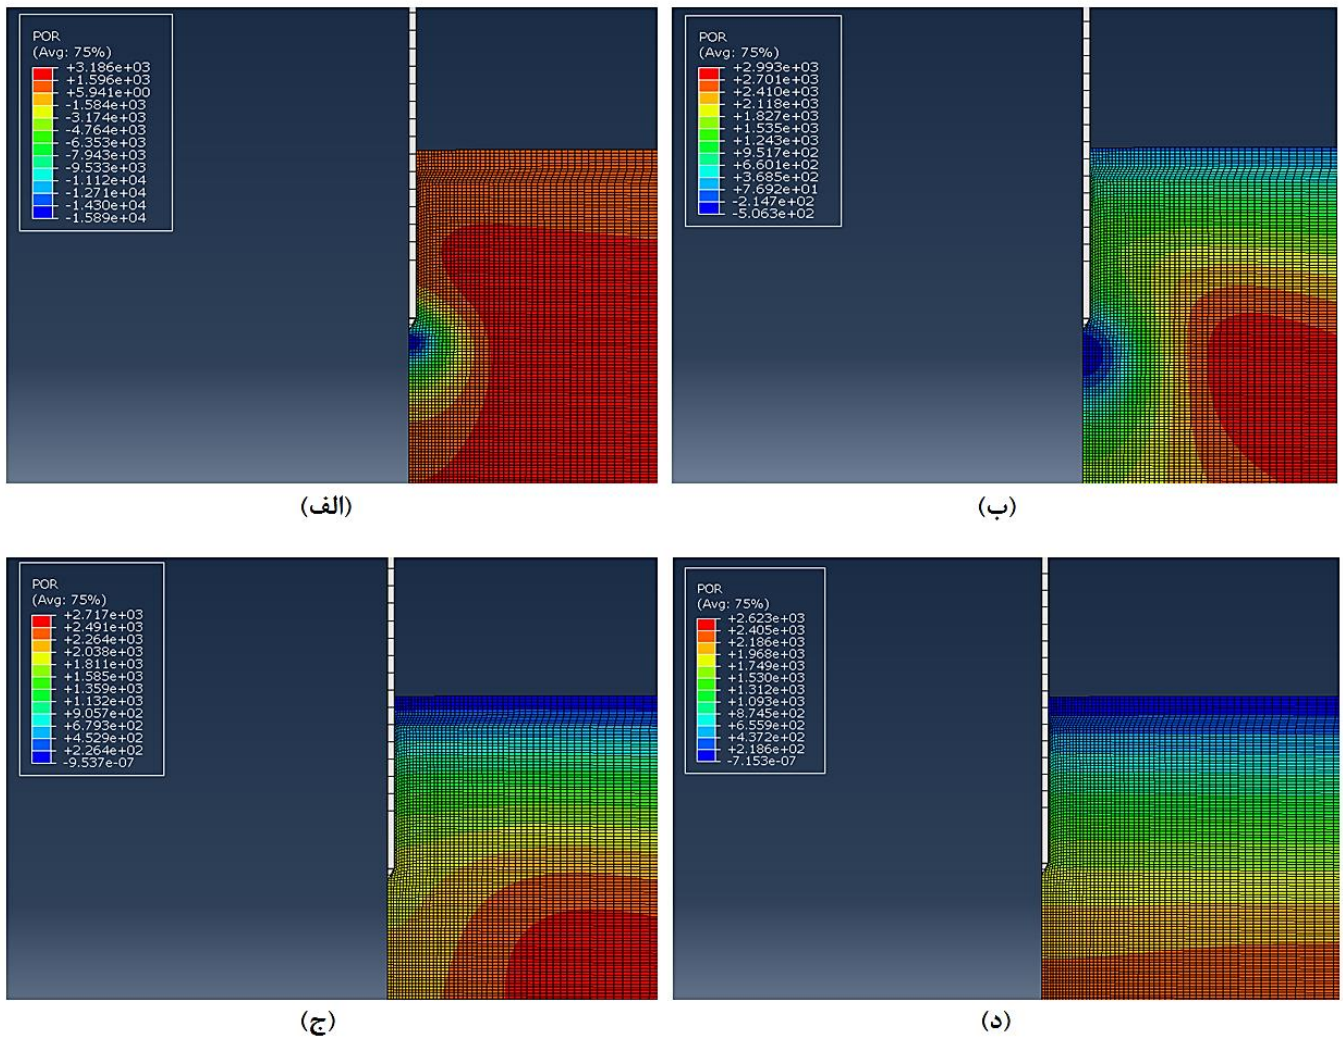 POR
(Avg: 75%)
+3.186e+03
+1.596e+03
+5.941e+00
-1.584e+03
-3.174e+03
-4.764e+03
-6.353e+03
-7.943e+03
-9.533e+03
-1.112e+04
-1.271e+04
-1.430e+04
-1.589e+04
(الف)
POR
(Avg: 75%)
+2.993e+03
+2.701e+03
+2.410e+03
+2.118e+03
+1.827e+03
+1.535e+03
+1.243e+03
+9.517e+02
+6.601e+02
+3.685e+02
+7.692e+01
-2.147e+02
-5.063e+02
(ب)
POR
(Avg: 75%)
+2.717e+03
+2.491e+03
+2.264e+03
+2.038e+03
+1.811e+03
+1.585e+03
+1.359e+03
+1.132e+03
+9.057e+02
+6.793e+02
+4.529e+02
+2.264e+02
-9.537e-07
(ج)
POR
(Avg: 75%)
+2.623e+03
+2.405e+03
+2.186e+03
+1.968e+03
+1.749e+03
+1.530e+03
+1.312e+03
+1.093e+03
+8.745e+02
+6.559e+02
+4.372e+02
+2.186e+02
-7.153e-07
(د)